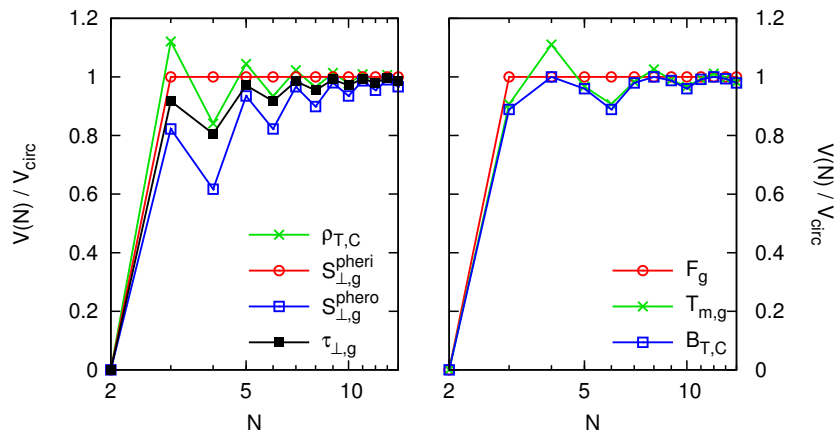 V(N) / V_circ
1.2
1
0.8
0.6
0.4
0.2
0
2
5
10
N
ρ_T,C
S_⊥,g^pheri
S_⊥,g^phero
τ_⊥,g
2
5
10
N
F_g
T_m,g
B_T,C
1.2
1
0.8
0.6
0.4
0.2
0
V(N) / V_circ